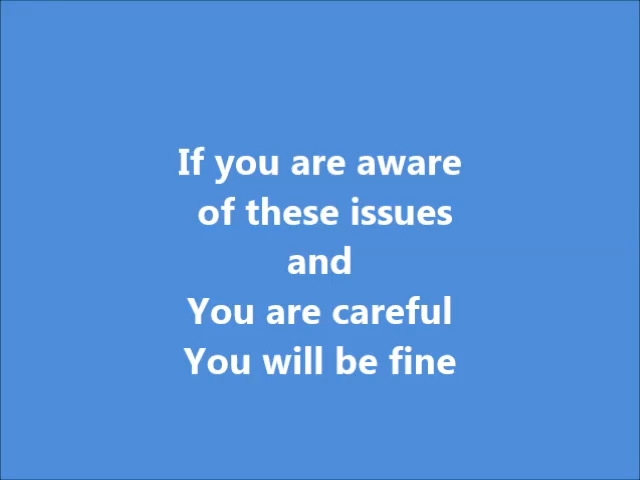 If you are aware
of these issues
and
You are careful
You will be fine